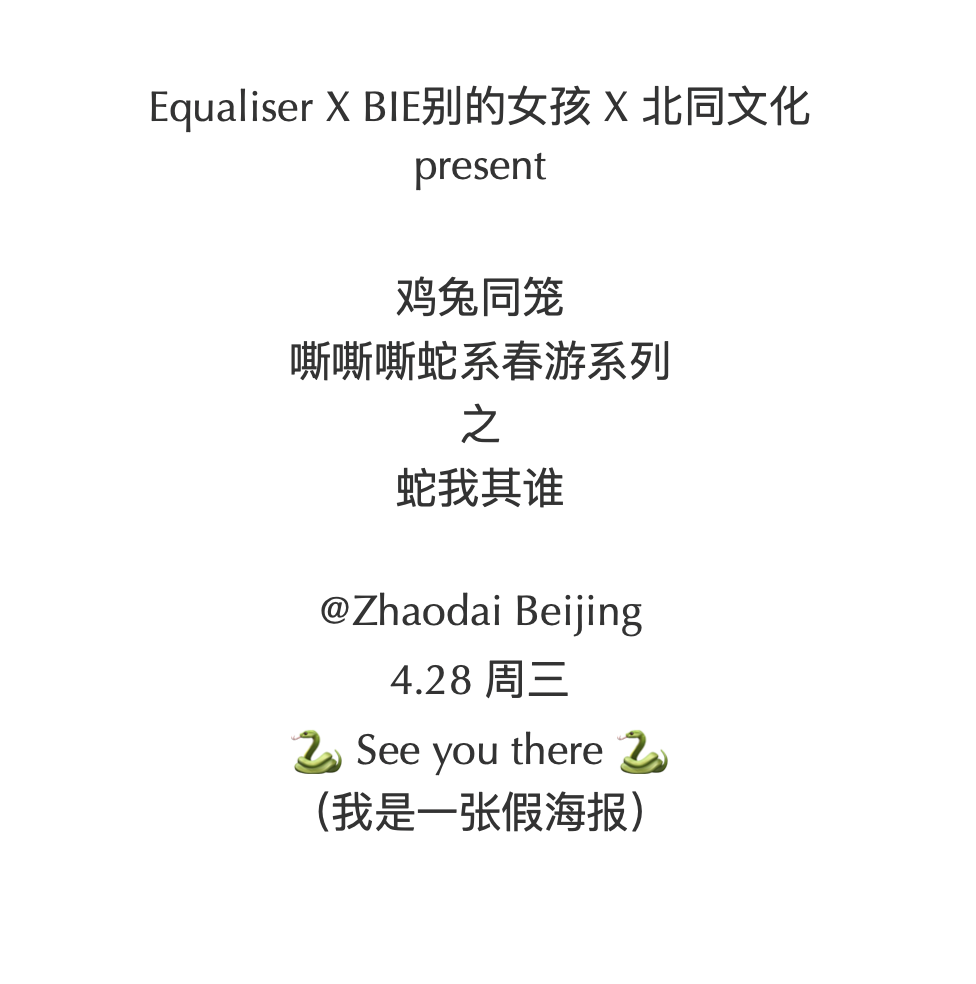 Equaliser X BIE别的女孩 X 北同文化
present
鸡兔同笼
嘶嘶嘶蛇系春游系列
之
蛇我其谁
@Zhaodai Beijing
4.28 周三
🐍 See you there 🐍
（我是一张假海报）